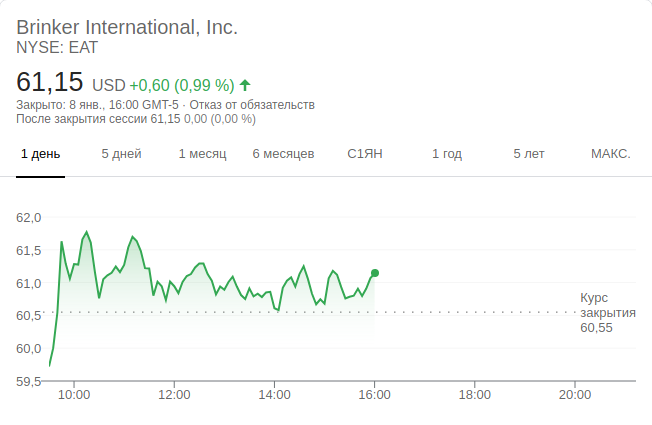 Brinker International, Inc.
NYSE: EAT
61,15 USD +0,60 (0,99 %)
Закрыто: 8 янв., 16:00 GMT-5 · Отказ от обязательств
После закрытия сессии 61,15 0,00 (0,00 %)
1 день 5 дней 1 месяц 6 месяцев С1ЯН 1 год 5 лет МАКС.
62,0
61,5
61,0
60,5
60,0
59,5
Курс
закрытия
60,55
10:00 12:00 14:00 16:00 18:00 20:00